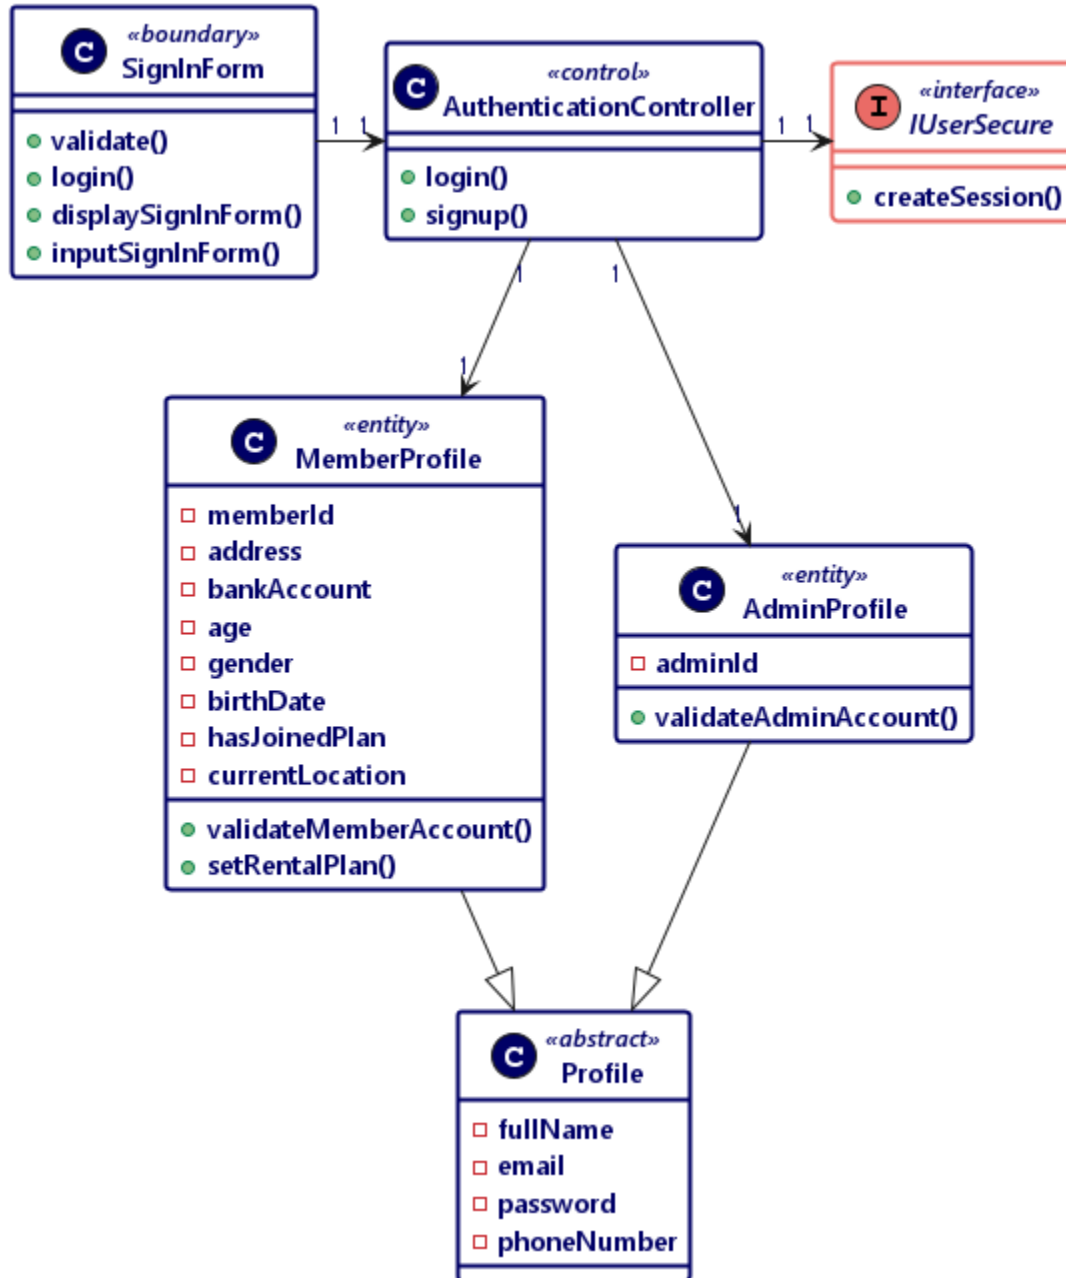 «boundary»
C
SignInForm
validate()
login()
displaySignInForm()
inputSignInForm()
1 1
«control»
C
AuthenticationController
login()
signup()
1 1
«interface»
I
IUserSecure
createSession()
1
1
1
1
«entity»
C
MemberProfile
memberId
address
bankAccount
age
gender
birthDate
hasJoinedPlan
currentLocation
validateMemberAccount()
setRentalPlan()
«entity»
C
AdminProfile
adminId
validateAdminAccount()
«abstract»
C
Profile
fullName
email
password
phoneNumber